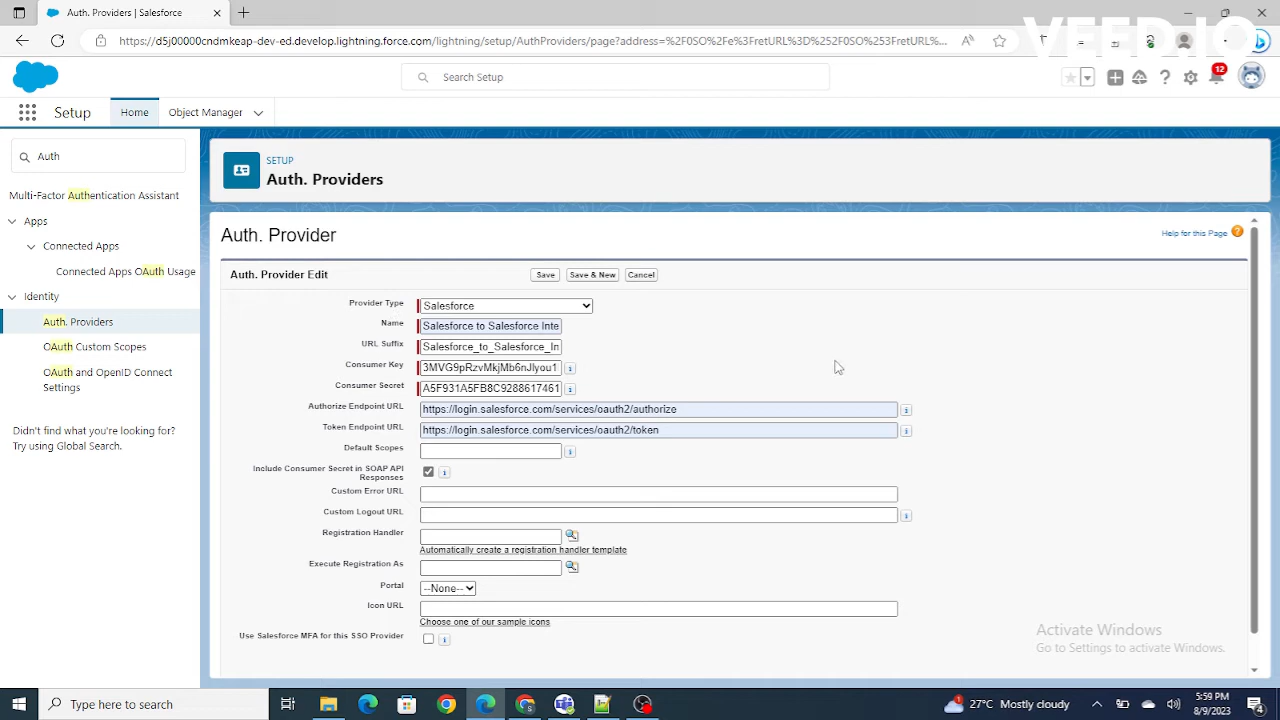 Auth. Providers | Salesforce
VEED.IO
https://d5j00000cndmkeap-dev-ed.develop.lightning.force.com/lightning/setup/AuthProviders/page?address=%2F0SO%2Fe%3FretURL%3D%252F0SO%253FretURL%...
Search Setup
12
Setup
Home
Object Manager
Auth
SETUP
Auth. Providers
Multi-Factor Authentication Assistant
Apps
Connected Apps
Connected Apps OAuth Usage
Identity
Auth. Providers
OAuth Custom Scopes
OAuth and OpenID Connect
Settings
Didn't find what you're looking for?
Try using Global Search.
Auth. Provider
Help for this Page
Auth. Provider Edit
Save
Save & New
Cancel
Provider Type Salesforce
Name Salesforce to Salesforce Inte
URL Suffix Salesforce_to_Salesforce_In
Consumer Key 3MVG9pRzvMkjMb6nJlyou1
Consumer Secret A5F931A5FB8C9288617461
Authorize Endpoint URL https://login.salesforce.com/services/oauth2/authorize
Token Endpoint URL https://login.salesforce.com/services/oauth2/token
Default Scopes
Include Consumer Secret in SOAP API
Responses
Custom Error URL
Custom Logout URL
Registration Handler
Automatically create a registration handler template
Execute Registration As
Portal --None--
Icon URL
Choose one of our sample icons
Use Salesforce MFA for this SSO Provider
Activate Windows
Go to Settings to activate Windows.
Type here to search
27°C Mostly cloudy
5:59 PM
8/9/2023
4